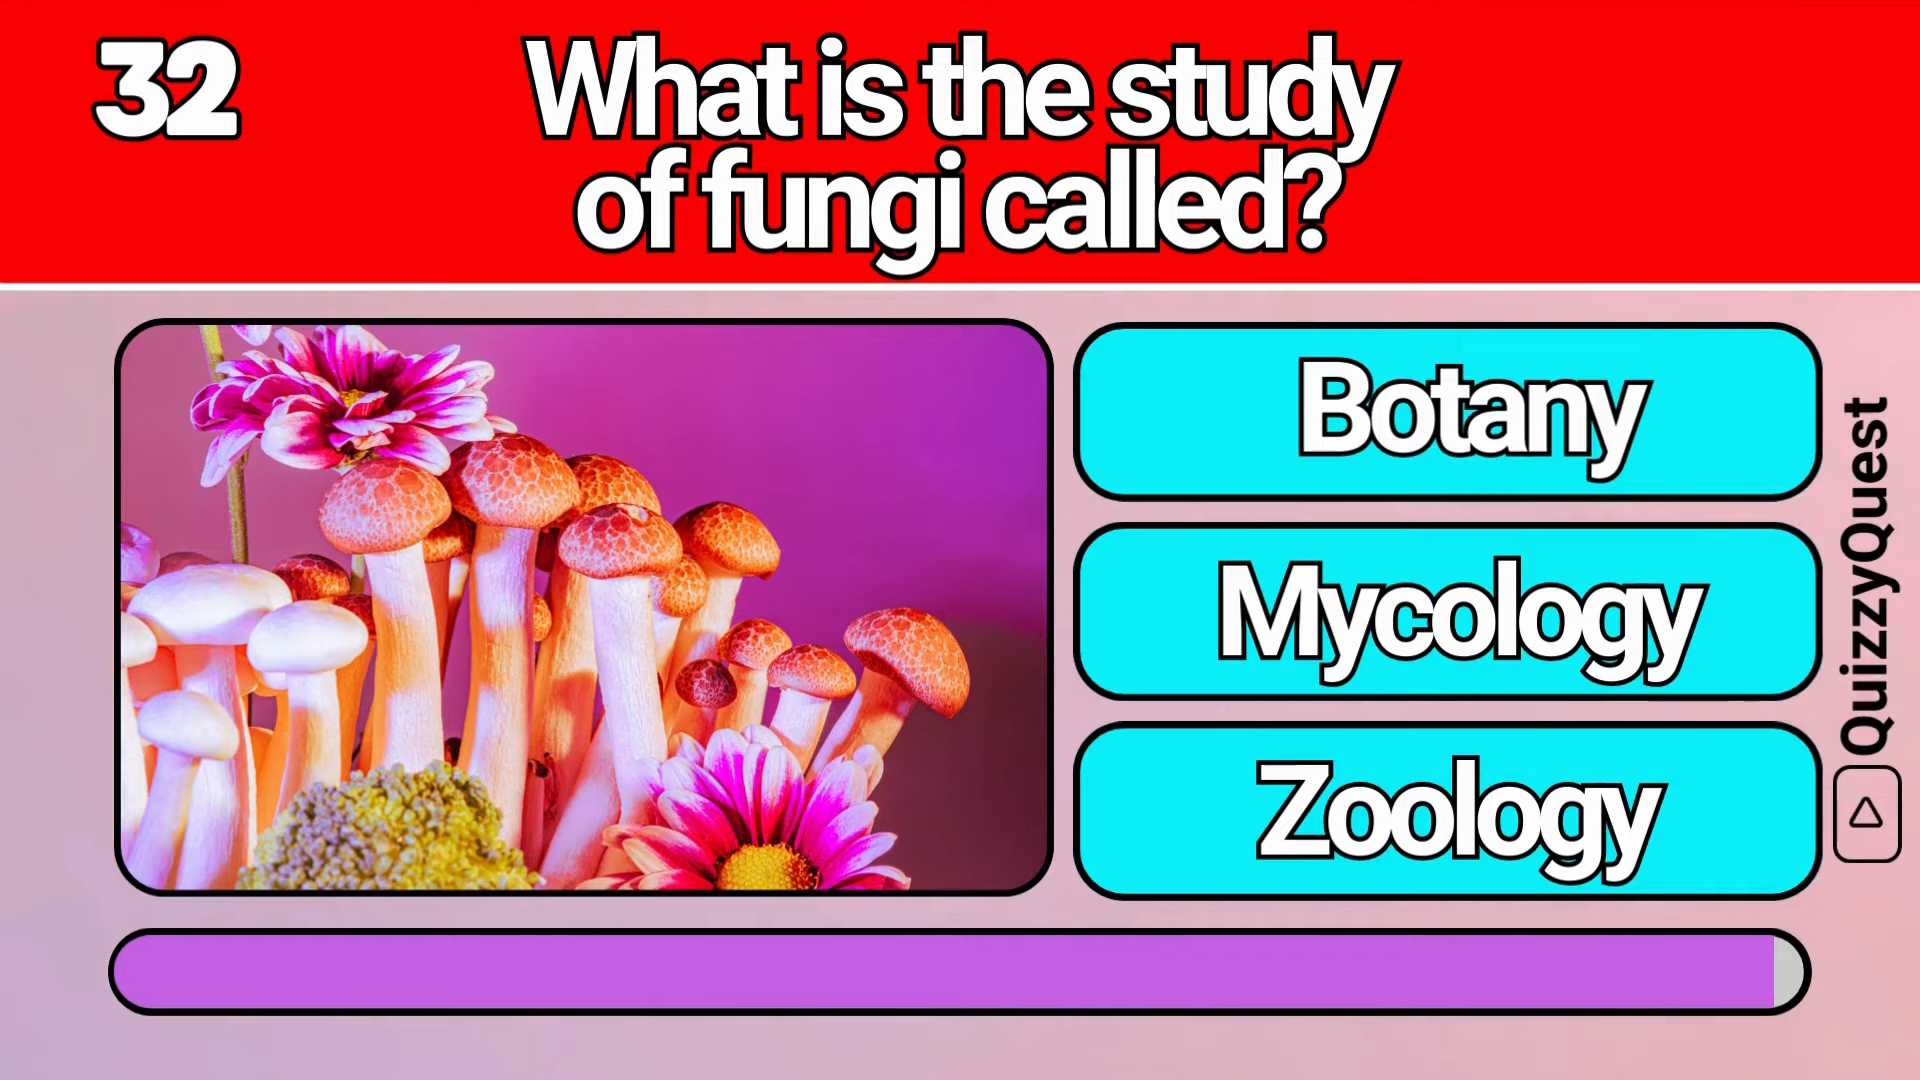 32
What is the study
of fungi called?
Botany
Mycology
Zoology
QuizzyQuest